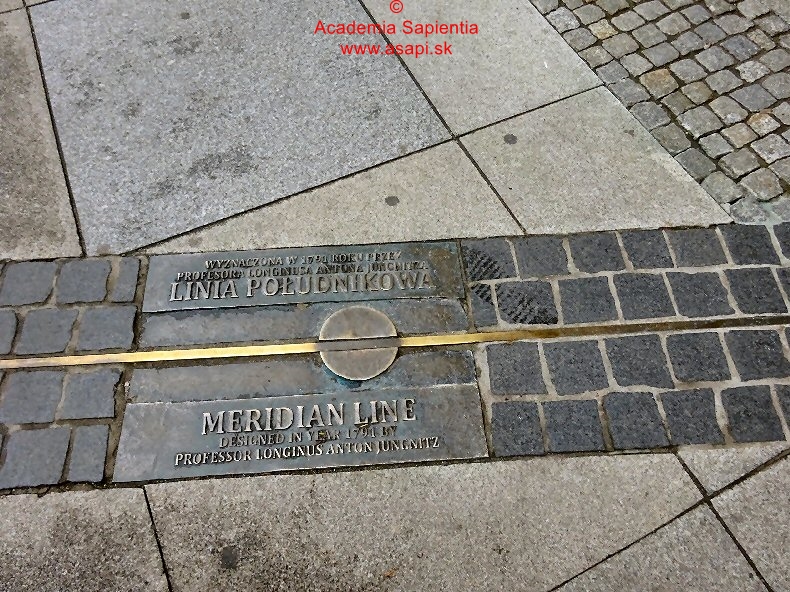 ©
Academia Sapientia
www.asapi.sk
WYZNACZONA W 1791 ROKU PRZEZ
PROFESORA LONGINUSA ANTONA JUNGNITZA
LINIA POŁUDNIKOWA
MERIDIAN LINE
DESIGNED IN YEAR 1791 BY
PROFESSOR LONGINUS ANTON JUNGNITZ